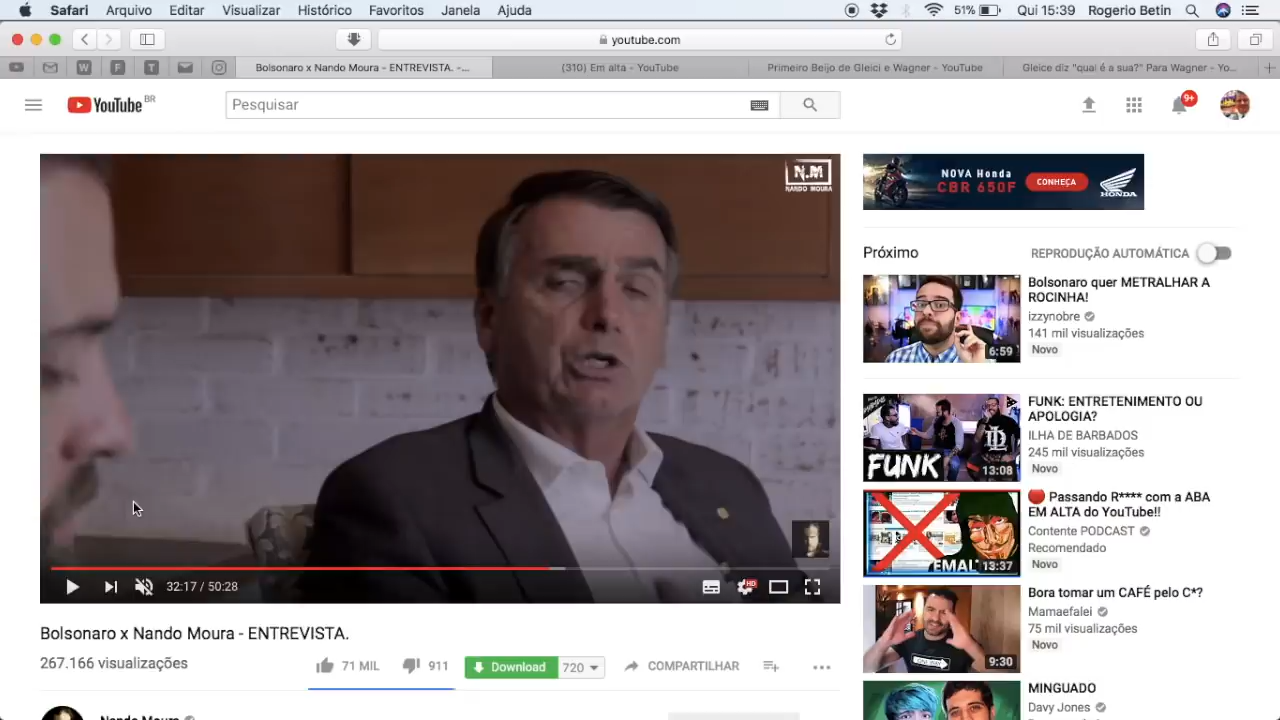 Safari Arquivo Editar Visualizar Histórico Favoritos Janela Ajuda 51% Qui 15:39 Rogerio Betin
youtube.com
W F T Bolsonaro x Nando Moura - ENTREVISTA. -... (310) Em alta - YouTube Primeiro Beijo de Gleici e Wagner - YouTube Gleice diz "qual é a sua?" Para Wagner - Yo...
YouTube BR Pesquisar 9+
N.M
NANDO MOURA
NOVA Honda
CBR 650F
CONHEÇA
HONDA
Próximo REPRODUÇÃO AUTOMÁTICA
Bolsonaro quer METRALHAR A
ROCINHA!
izzynobre
141 mil visualizações
Novo
6:59
FUNK: ENTRETENIMENTO OU
APOLOGIA?
ILHA DE BARBADOS
245 mil visualizações
Novo
FUNK
13:08
Passando R**** com a ABA
EM ALTA do YouTube!!
Contente PODCAST
Recomendado
Novo
EMAL
13:37
Bora tomar um CAFÉ pelo C*?
Mamaefalei
75 mil visualizações
Novo
9:30
MINGUADO
Davy Jones
32:17 / 50:28
HD
Bolsonaro x Nando Moura - ENTREVISTA.
267.166 visualizações
71 MIL 911 Download 720 COMPARTILHAR
Nando Moura